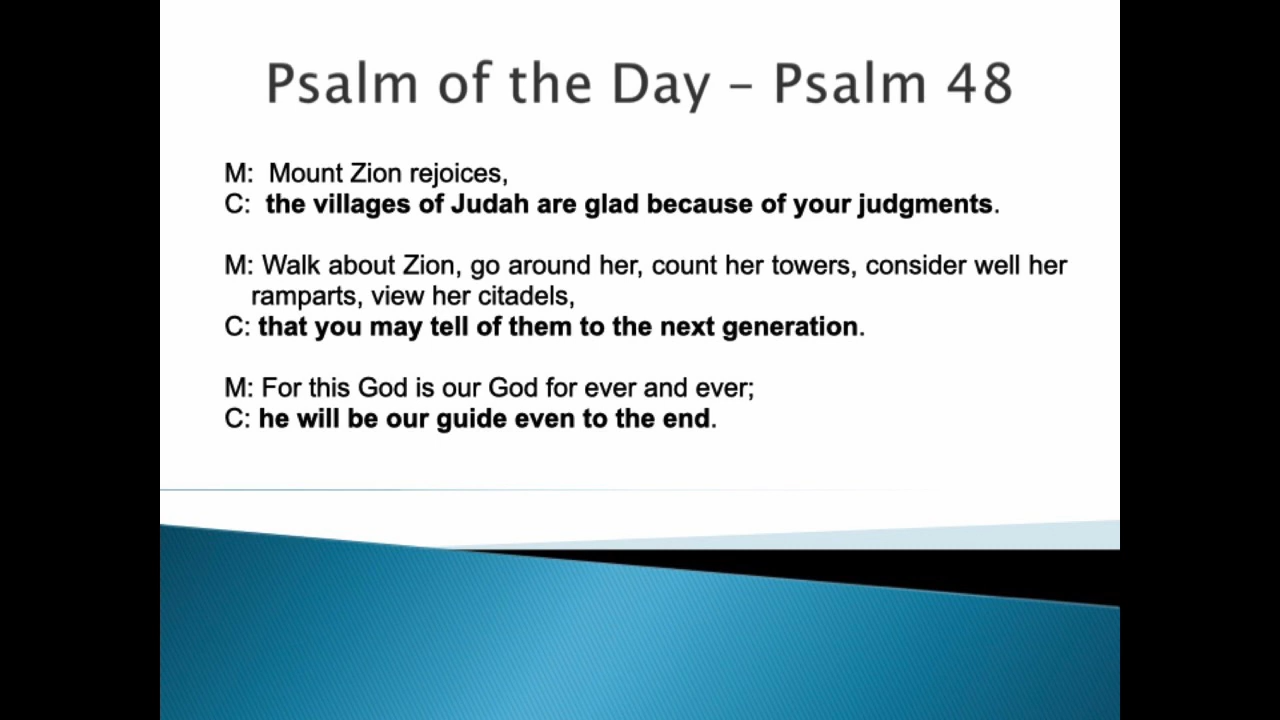 Psalm of the Day – Psalm 48
M: Mount Zion rejoices,
C: the villages of Judah are glad because of your judgments.
M: Walk about Zion, go around her, count her towers, consider well her
ramparts, view her citadels,
C: that you may tell of them to the next generation.
M: For this God is our God for ever and ever;
C: he will be our guide even to the end.